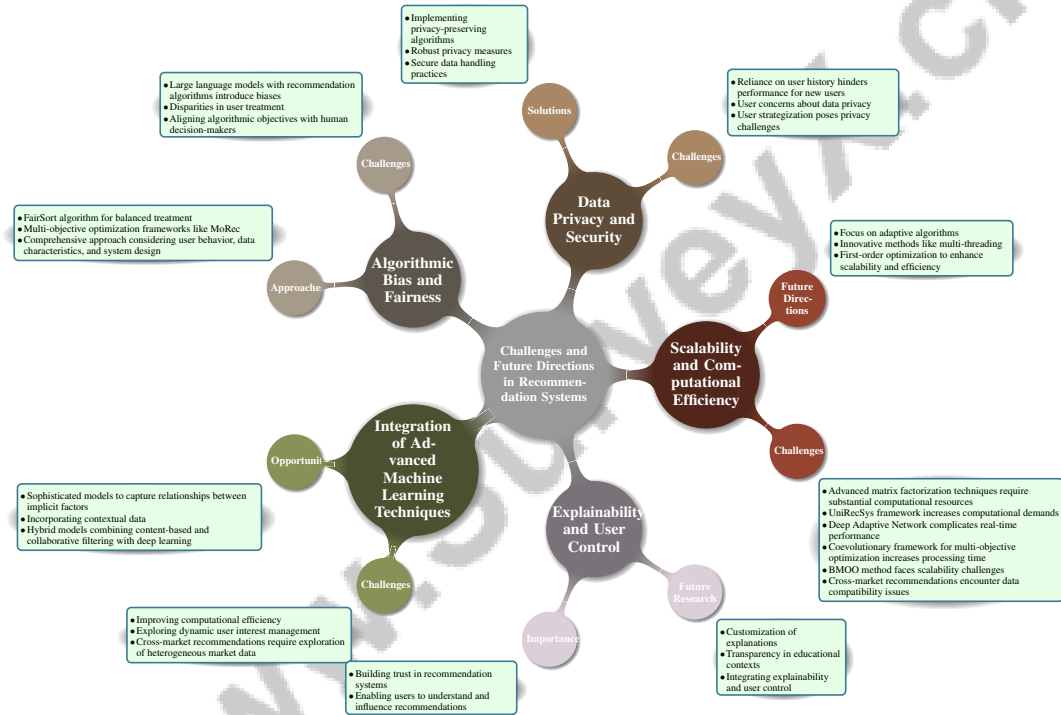 • Implementing
privacy-preserving
algorithms
• Robust privacy measures
• Secure data handling
practices
Solutions
• Reliance on user history hinders
performance for new users
• User concerns about data privacy
• User strategization poses privacy
challenges
Challenges
Data
Privacy and
Security
• Large language models with recommendation
algorithms introduce biases
• Disparities in user treatment
• Aligning algorithmic objectives with human
decision-makers
Challenges
• FairSort algorithm for balanced treatment
• Multi-objective optimization frameworks like MoRec
• Comprehensive approach considering user behavior, data
characteristics, and system design
Approache
Algorithmic
Bias and
Fairness
• Focus on adaptive algorithms
• Innovative methods like multi-threading
• First-order optimization to enhance
scalability and efficiency
Future
Direc-
tions
Scalability
and Com-
putational
Efficiency
Challenges
• Advanced matrix factorization techniques require
substantial computational resources
• UniRecSys framework increases computational demands
• Deep Adaptive Network complicates real-time
performance
• Coevolutionary framework for multi-objective
optimization increases processing time
• BMOO method faces scalability challenges
• Cross-market recommendations encounter data
compatibility issues
Challenges and
Future Directions
in Recommen-
dation Systems
Integration
of Ad-
vanced
Machine
Learning
Techniques
Opportunit
• Sophisticated models to capture relationships between
implicit factors
• Incorporating contextual data
• Hybrid models combining content-based and
collaborative filtering with deep learning
Challenges
• Improving computational efficiency
• Exploring dynamic user interest management
• Cross-market recommendations require exploration
of heterogeneous market data
Explainability
and User
Control
Importance
• Building trust in recommendation
systems
• Enabling users to understand and
influence recommendations
Future
Research
• Customization of
explanations
• Transparency in educational
contexts
• Integrating explainability
and user control